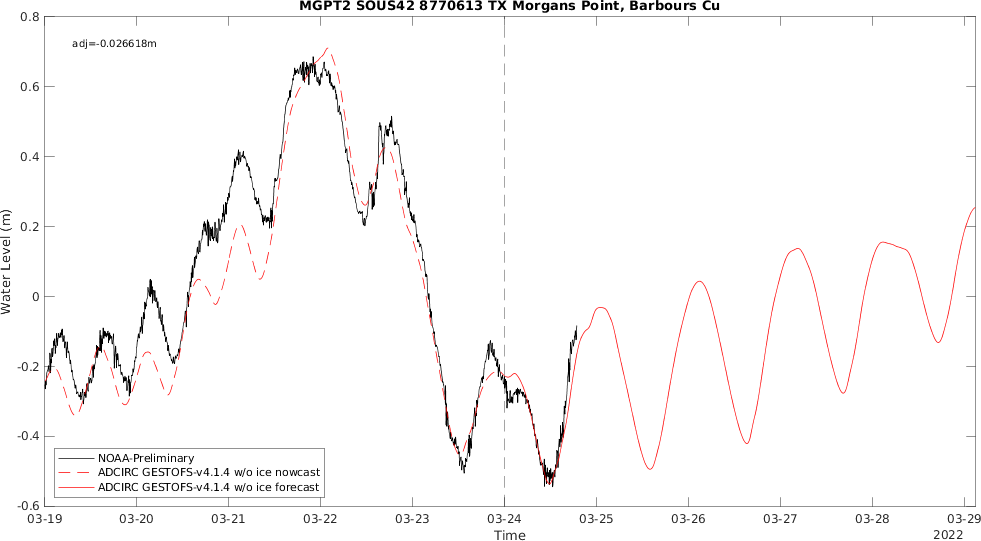 MGPT2 SOUS42 8770613 TX Morgans Point, Barbours Cu
adj=-0.026618m
Water Level (m)
0.8
0.6
0.4
0.2
0
-0.2
-0.4
-0.6
NOAA-Preliminary
ADCIRC GESTOFS-v4.1.4 w/o ice nowcast
ADCIRC GESTOFS-v4.1.4 w/o ice forecast
03-19 03-20 03-21 03-22 03-23 03-24 03-25 03-26 03-27 03-28 03-29
Time
2022